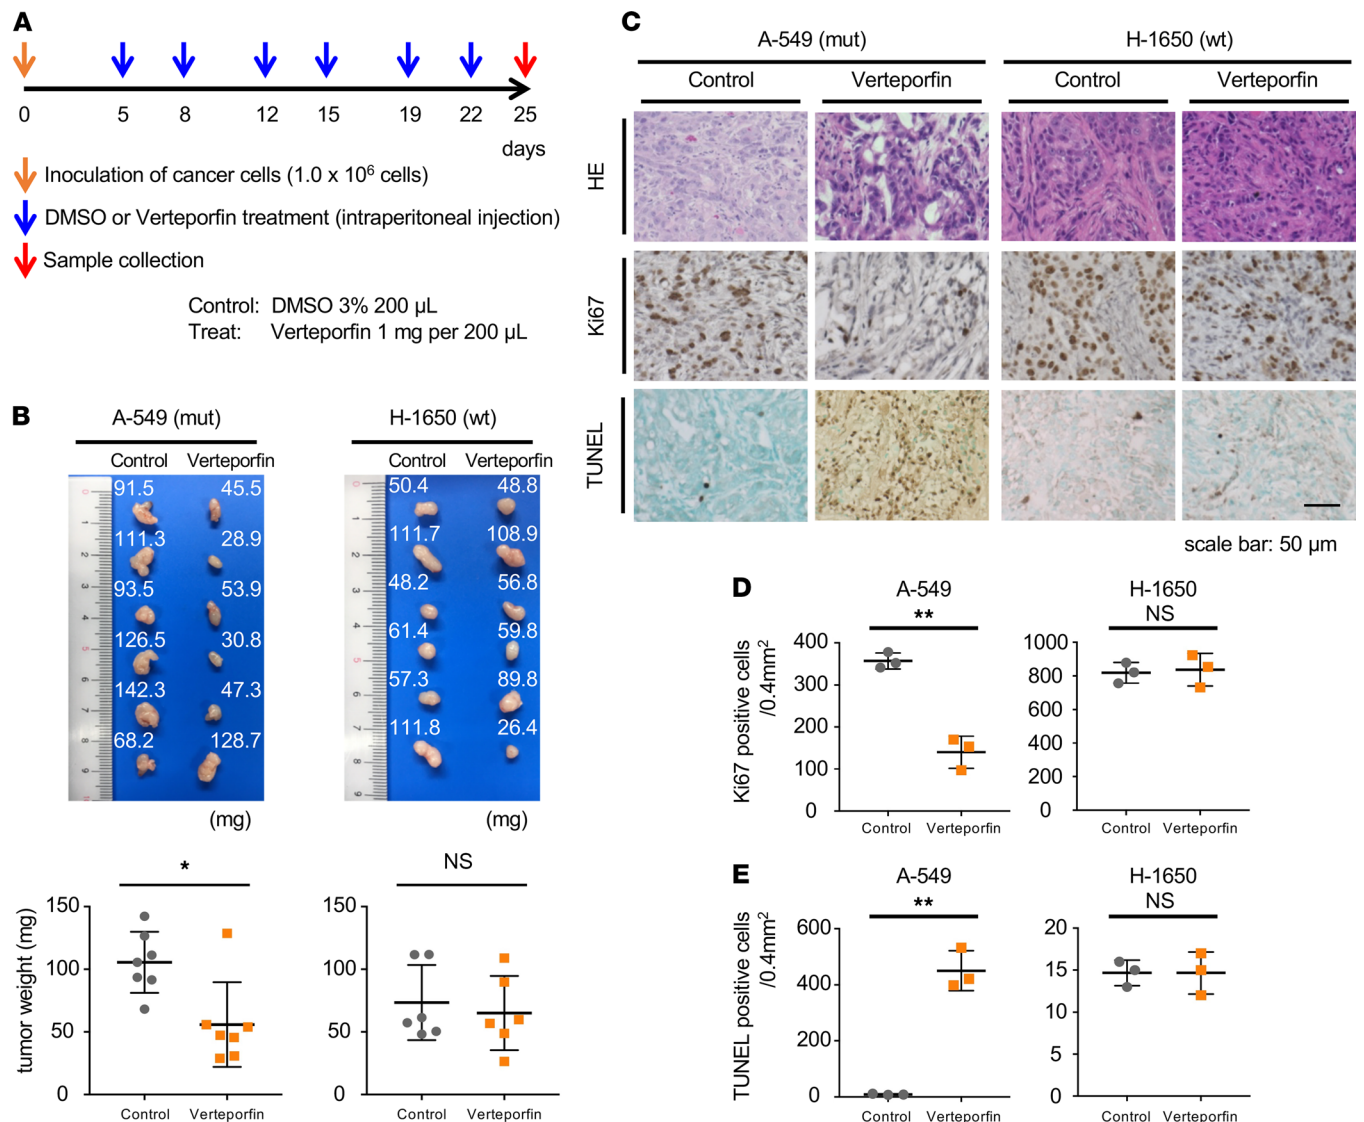 A
0 5 8 12 15 19 22 25
days
Inoculation of cancer cells (1.0 x 10⁶ cells)
DMSO or Verteporfin treatment (intraperitoneal injection)
Sample collection
Control: DMSO 3% 200 µL
Treat: Verteporfin 1 mg per 200 µL
B
A-549 (mut)
Control Verteporfin
91.5 45.5
111.3 28.9
93.5 53.9
126.5 30.8
142.3 47.3
68.2 128.7
(mg)
H-1650 (wt)
Control Verteporfin
50.4 48.8
111.7 108.9
48.2 56.8
61.4 59.8
57.3 89.8
111.8 26.4
(mg)
tumor weight (mg)
*
150
100
50
0
Control Verteporfin
NS
150
100
50
0
Control Verteporfin
C
A-549 (mut) H-1650 (wt)
Control Verteporfin Control Verteporfin
HE
Ki67
TUNEL
scale bar: 50 µm
D
Ki67 positive cells
/0.4mm²
A-549
**
400
300
200
100
0
Control Verteporfin
H-1650
NS
1000
800
600
400
200
0
Control Verteporfin
E
TUNEL positive cells
/0.4mm²
A-549
**
600
400
200
0
Control Verteporfin
H-1650
NS
20
15
10
5
0
Control Verteporfin